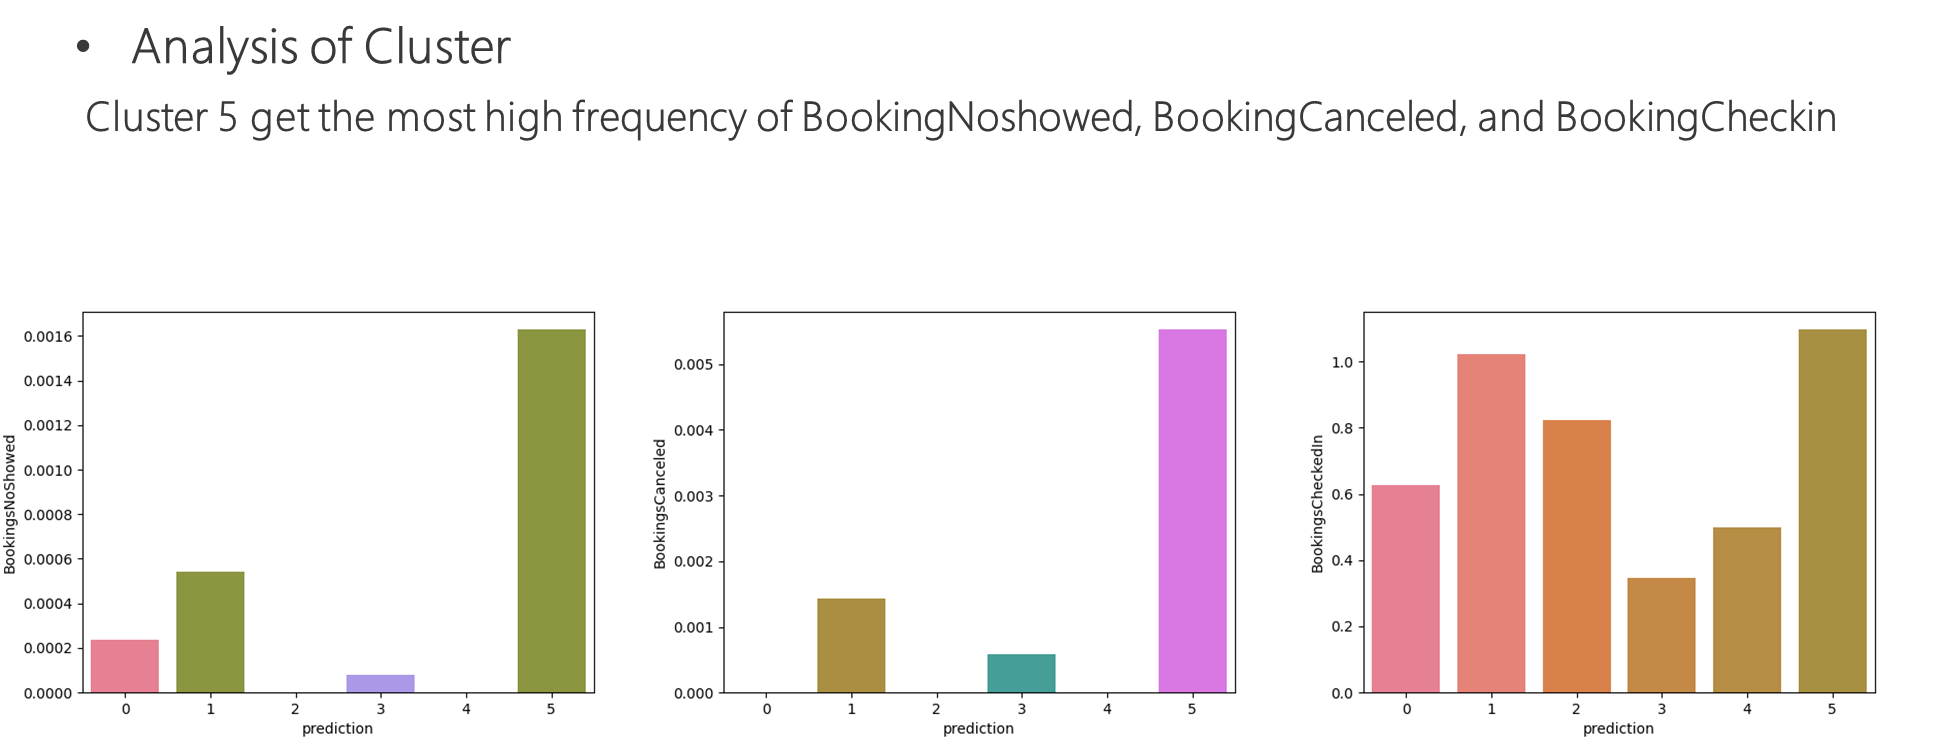 • Analysis of Cluster
Cluster 5 get the most high frequency of BookingNoshowed, BookingCanceled, and BookingCheckin
BookingsNoShowed
0.0016
0.0014
0.0012
0.0010
0.0008
0.0006
0.0004
0.0002
0.0000
0 1 2 3 4 5
prediction
BookingsCanceled
0.005
0.004
0.003
0.002
0.001
0.000
0 1 2 3 4 5
prediction
BookingsCheckedIn
1.0
0.8
0.6
0.4
0.2
0.0
0 1 2 3 4 5
prediction